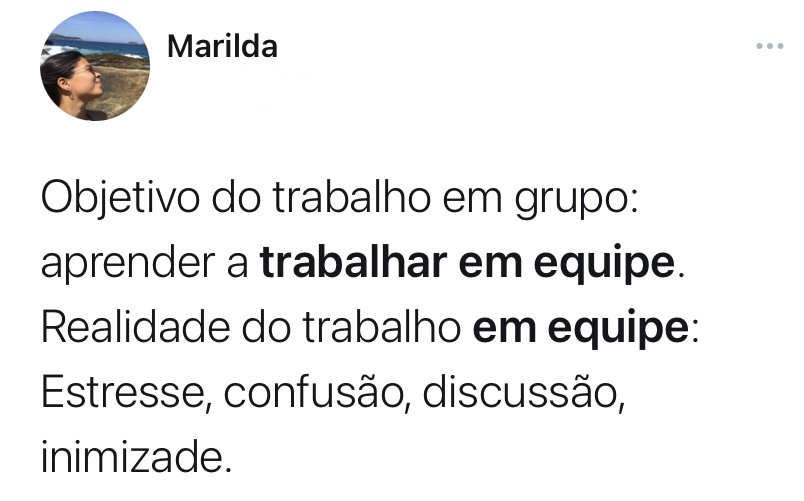 Marilda
Objetivo do trabalho em grupo:
aprender a trabalhar em equipe.
Realidade do trabalho em equipe:
Estresse, confusão, discussão,
inimizade.